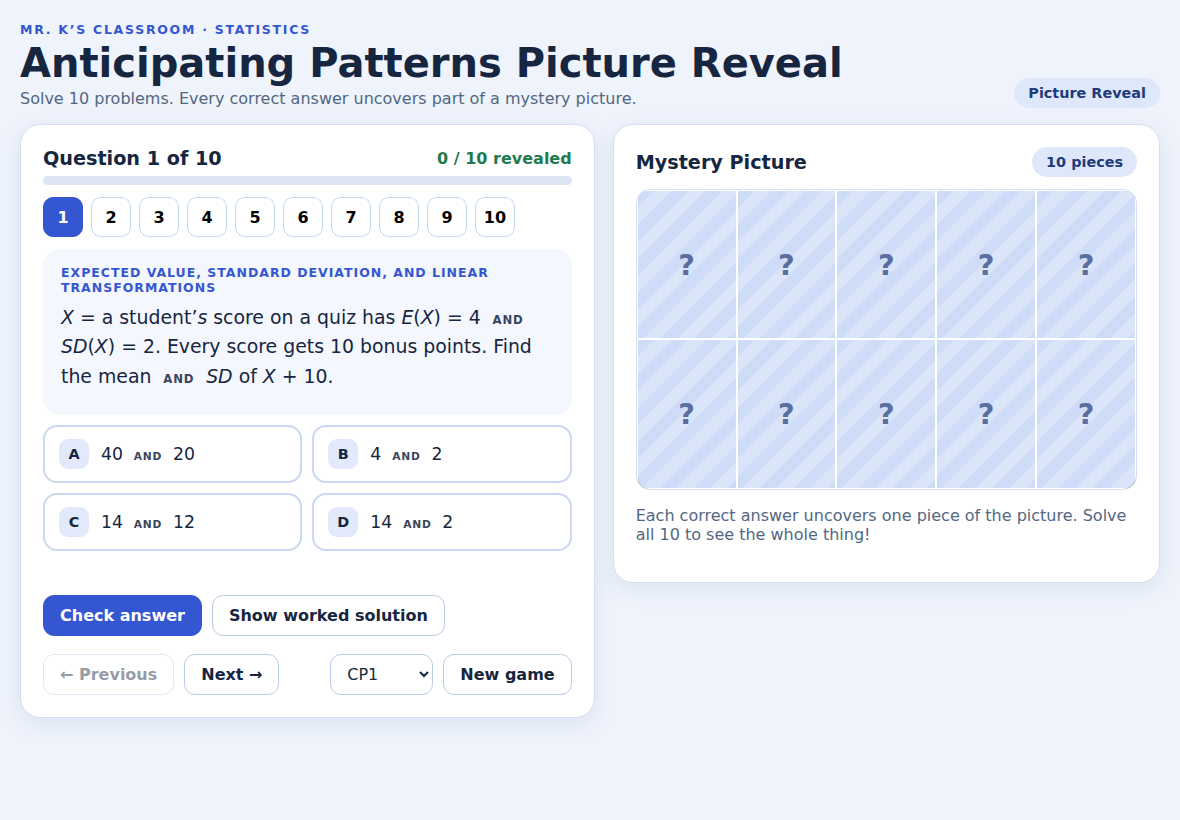 MR. K’S CLASSROOM · STATISTICS
Anticipating Patterns Picture Reveal
Solve 10 problems. Every correct answer uncovers part of a mystery picture.
Picture Reveal
Question 1 of 10
0 / 10 revealed
1 2 3 4 5 6 7 8 9 10
EXPECTED VALUE, STANDARD DEVIATION, AND LINEAR
TRANSFORMATIONS
X = a student’s score on a quiz has E(X) = 4 AND
SD(X) = 2. Every score gets 10 bonus points. Find
the mean AND SD of X + 10.
A 40 AND 20
B 4 AND 2
C 14 AND 12
D 14 AND 2
Check answer
Show worked solution
← Previous
Next →
CP1
New game
Mystery Picture
10 pieces
? ? ? ? ?
? ? ? ? ?
Each correct answer uncovers one piece of the picture. Solve
all 10 to see the whole thing!